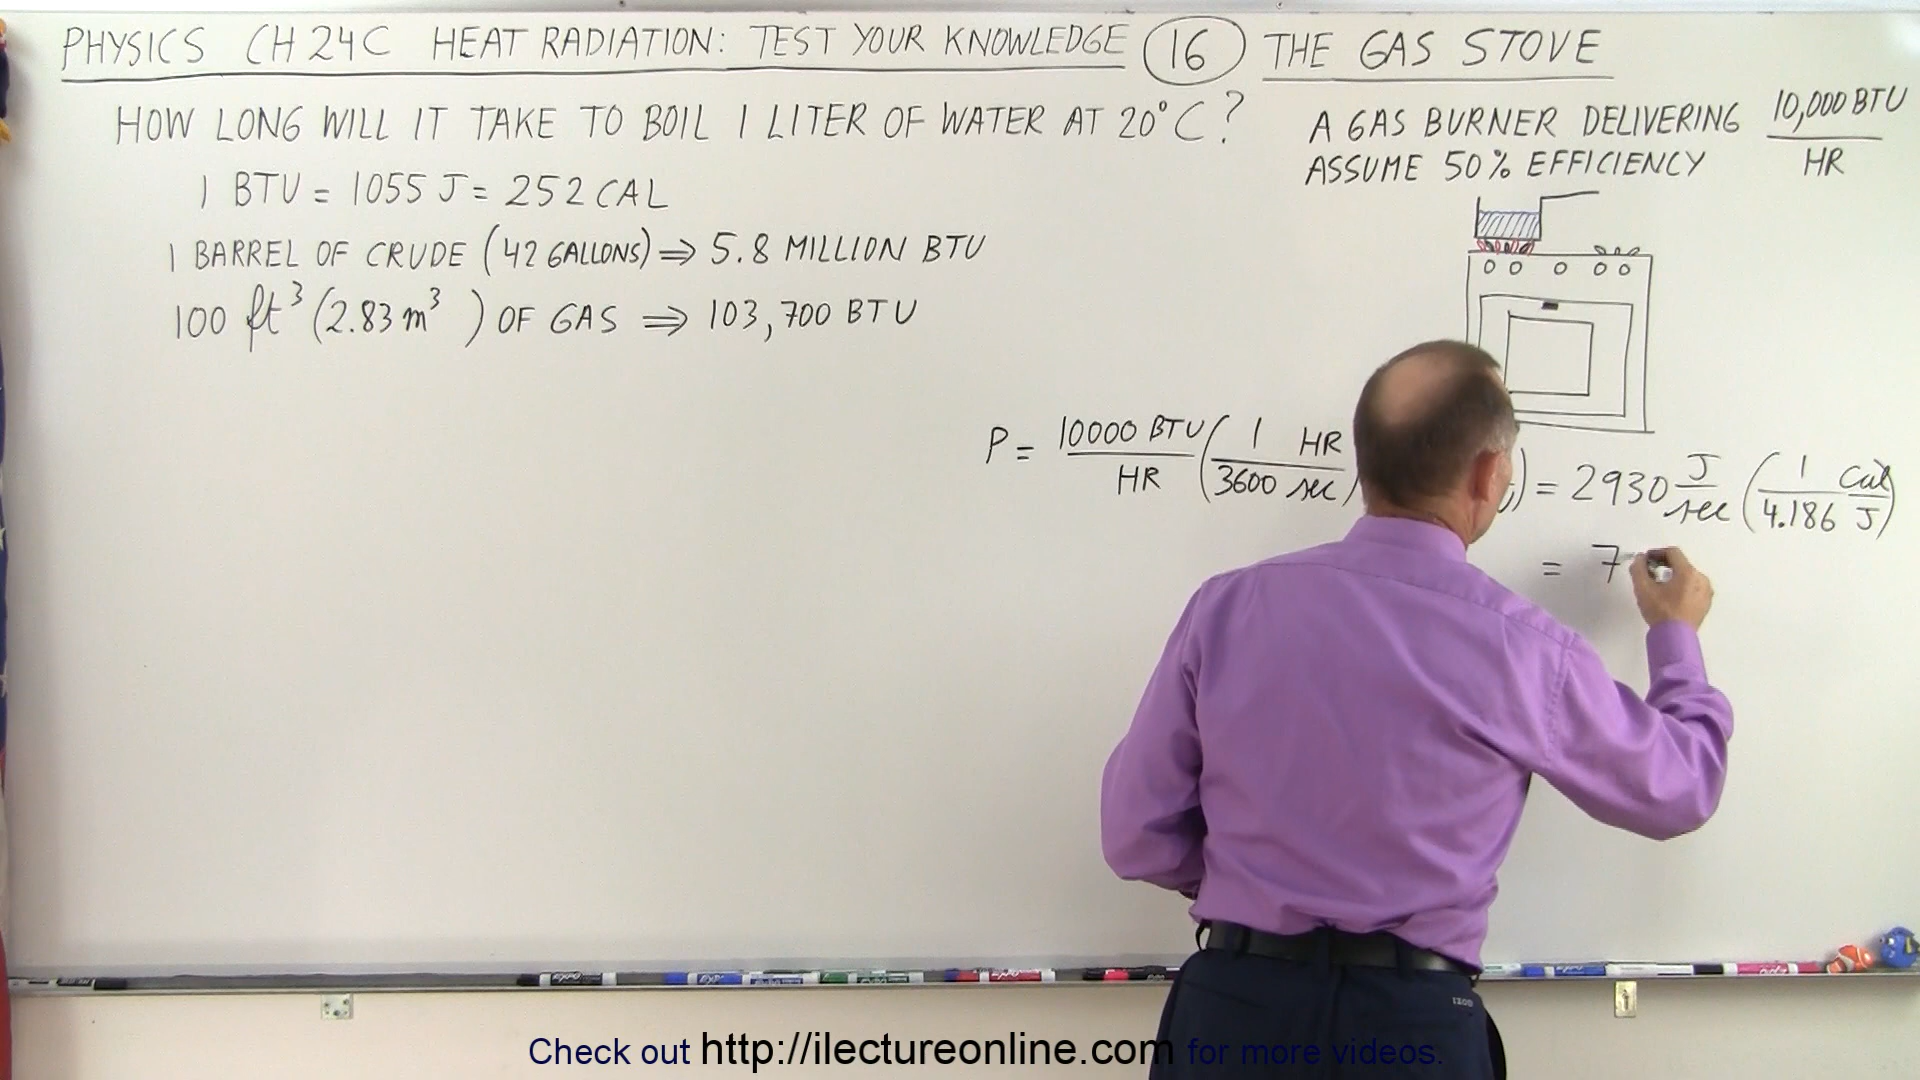 PHYSICS CH 24C HEAT RADIATION: TEST YOUR KNOWLEDGE 16 THE GAS STOVE
HOW LONG WILL IT TAKE TO BOIL 1 LITER OF WATER AT 20°C?
1 BTU = 1055 J = 252 CAL
1 BARREL OF CRUDE (42 GALLONS) ⇒ 5.8 MILLION BTU
100 ft³ (2.83 m³ ) OF GAS ⇒ 103,700 BTU
A GAS BURNER DELIVERING 10,000 BTU / HR
ASSUME 50% EFFICIENCY
P = 10000 BTU / HR (1 HR / 3600 sec ) = 2930 J / sec (1 Cal / 4.186 J)
= 7
IZOD
Check out http://ilectureonline.com for more videos.